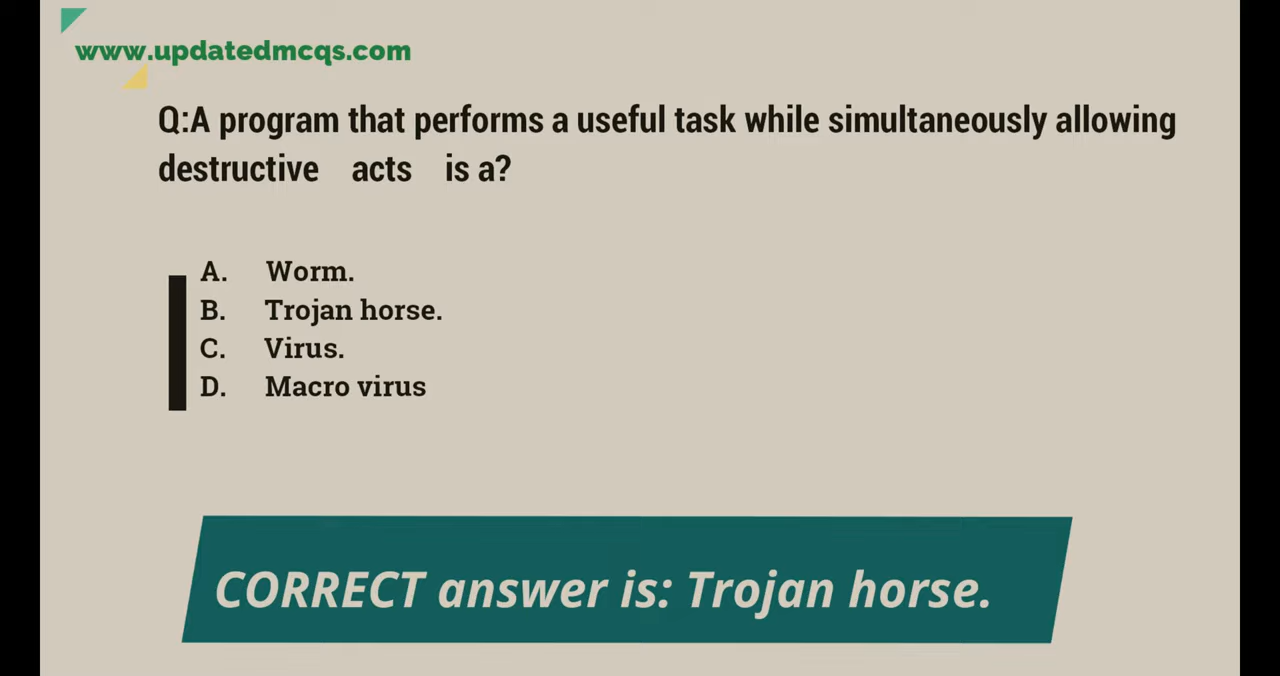 www.updatedmcqs.com
Q:A program that performs a useful task while simultaneously allowing
destructive acts is a?
A. Worm.
B. Trojan horse.
C. Virus.
D. Macro virus
CORRECT answer is: Trojan horse.